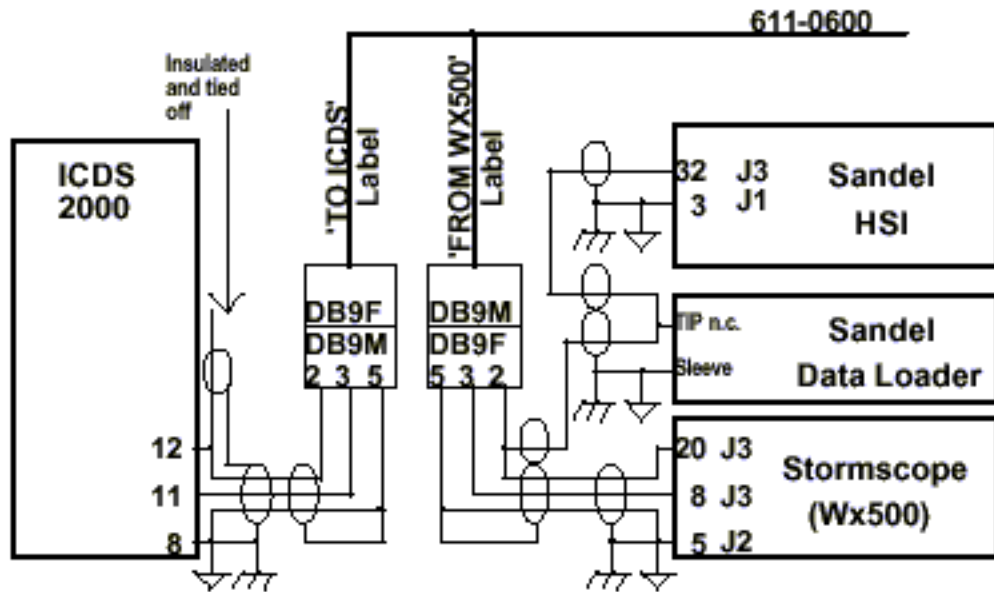 611-0600
Insulated
and tied
off
'TO ICDS'
Label
'FROM WX500'
Label
ICDS
2000
32 J3
3 J1
Sandel
HSI
DB9F
DB9M
2 3 5
DB9M
DB9F
5 3 2
TIP n.c.
Sleeve
Sandel
Data Loader
12
11
8
20 J3
8 J3
5 J2
Stormscope
(Wx500)